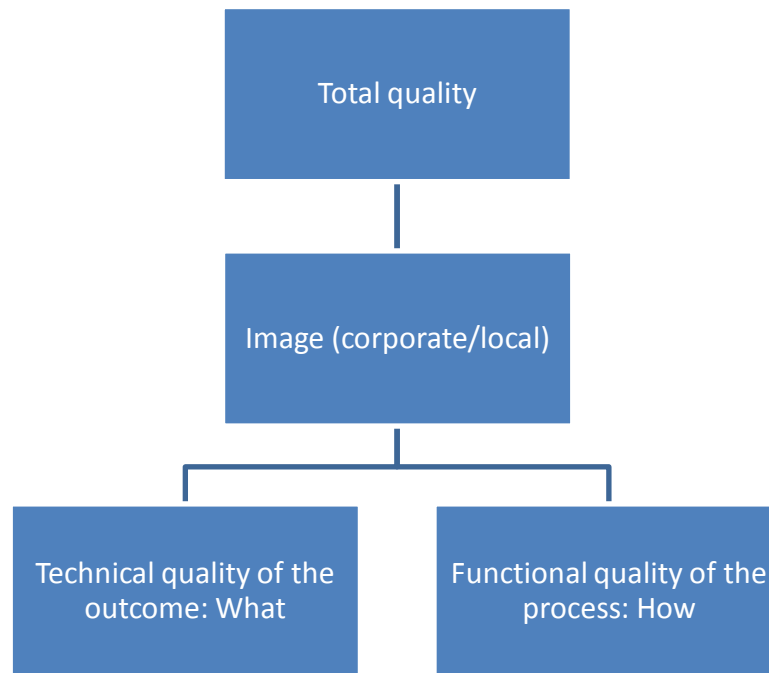 Total quality
Image (corporate/local)
Technical quality of the
outcome: What
Functional quality of the
process: How